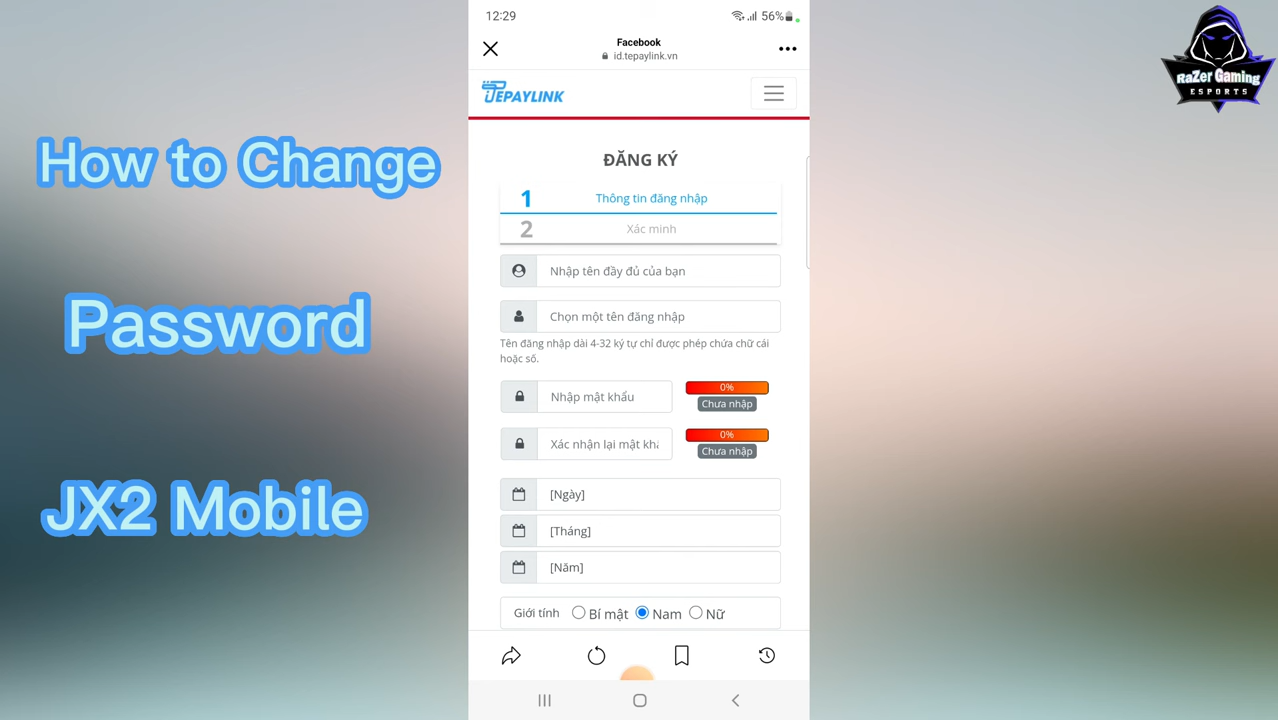 12:29
56%
Facebook
id.tepaylink.vn
TEPAYLINK
RaZer Gaming
ESPORTS
How to Change
Password
JX2 Mobile
ĐĂNG KÝ
1 Thông tin đăng nhập
2 Xác minh
Nhập tên đầy đủ của bạn
Chọn một tên đăng nhập
Tên đăng nhập dài 4-32 ký tự chỉ được phép chứa chữ cái
hoặc số.
Nhập mật khẩu
0%
Chưa nhập
Xác nhận lại mật khẩ
0%
Chưa nhập
[Ngày]
[Tháng]
[Năm]
Giới tính Bí mật Nam Nữ